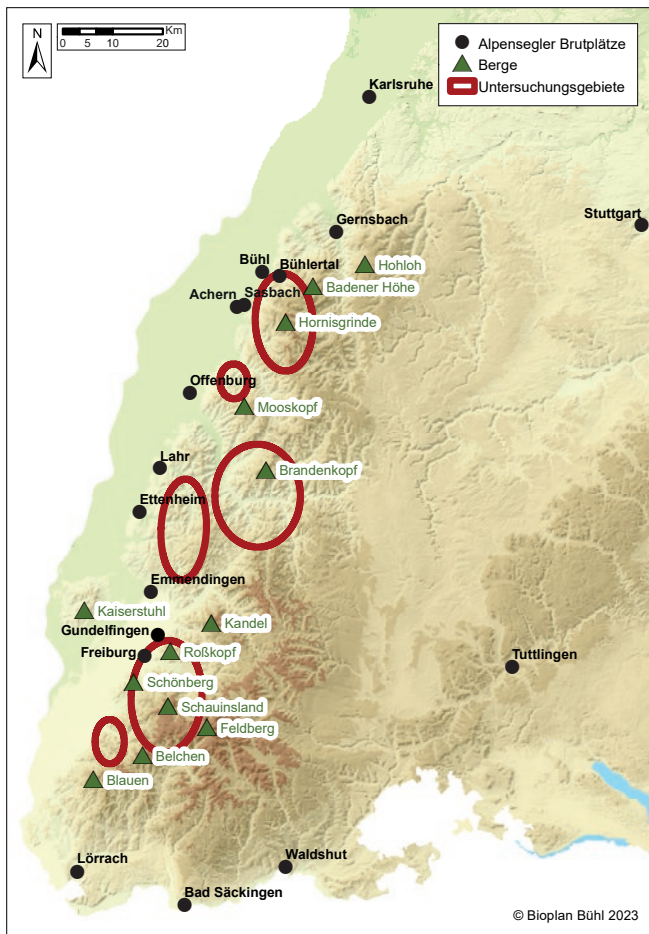 N
Km
0 5 10 20
Alpensegler Brutplätze
Berge
Untersuchungsgebiete
Karlsruhe
Stuttgart
Gernsbach
Bühl
Bühlertal
Hohloh
Badener Höhe
Achern
Sasbach
Hornisgrinde
Offenburg
Mooskopf
Lahr
Brandenkopf
Ettenheim
Emmendingen
Kaiserstuhl
Kandel
Gundelfingen
Freiburg
Roßkopf
Tuttlingen
Schönberg
Schauinsland
Feldberg
Belchen
Blauen
Lörrach
Waldshut
Bad Säckingen
© Bioplan Bühl 2023